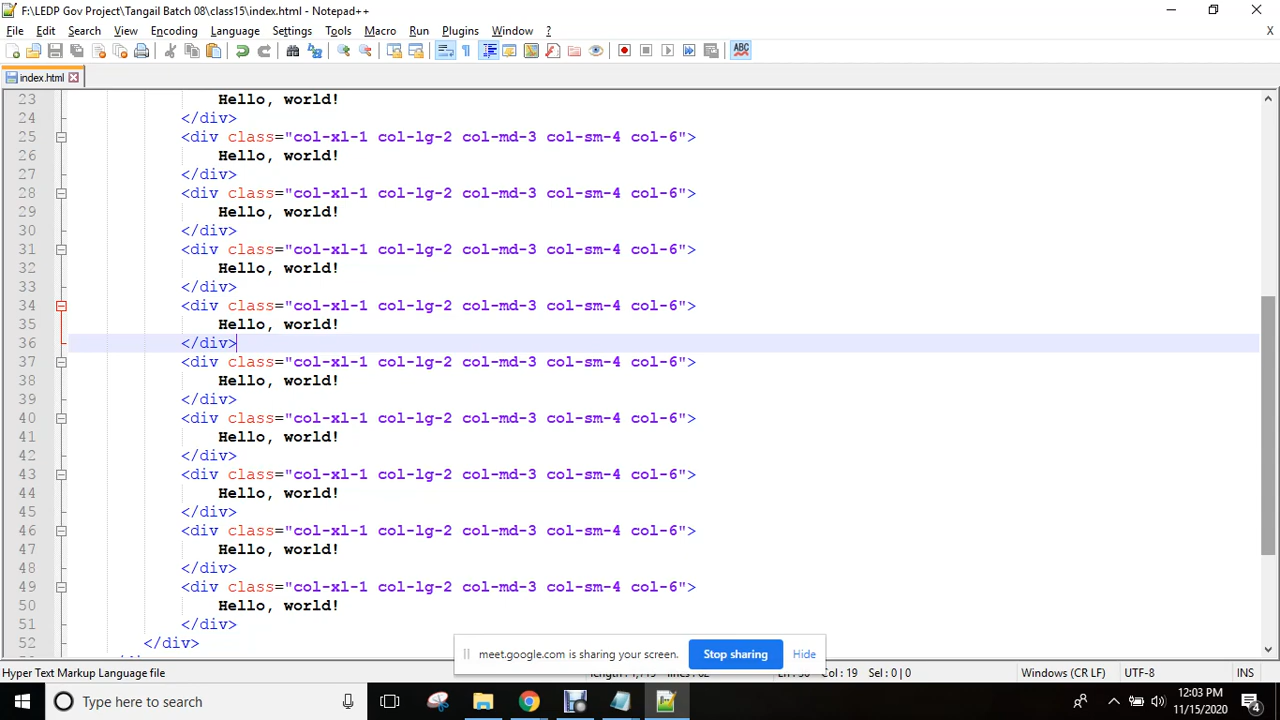 F:\LEDP Gov Project\Tangail Batch 08\class15\index.html - Notepad++
File Edit Search View Encoding Language Settings Tools Macro Run Plugins Window ? X
ABC
index.html
23 Hello, world!
24 </div>
25 <div class="col-xl-1 col-lg-2 col-md-3 col-sm-4 col-6">
26 Hello, world!
27 </div>
28 <div class="col-xl-1 col-lg-2 col-md-3 col-sm-4 col-6">
29 Hello, world!
30 </div>
31 <div class="col-xl-1 col-lg-2 col-md-3 col-sm-4 col-6">
32 Hello, world!
33 </div>
34 <div class="col-xl-1 col-lg-2 col-md-3 col-sm-4 col-6">
35 Hello, world!
36 </div>
37 <div class="col-xl-1 col-lg-2 col-md-3 col-sm-4 col-6">
38 Hello, world!
39 </div>
40 <div class="col-xl-1 col-lg-2 col-md-3 col-sm-4 col-6">
41 Hello, world!
42 </div>
43 <div class="col-xl-1 col-lg-2 col-md-3 col-sm-4 col-6">
44 Hello, world!
45 </div>
46 <div class="col-xl-1 col-lg-2 col-md-3 col-sm-4 col-6">
47 Hello, world!
48 </div>
49 <div class="col-xl-1 col-lg-2 col-md-3 col-sm-4 col-6">
50 Hello, world!
51 </div>
52 </div>
meet.google.com is sharing your screen. Stop sharing Hide
Hyper Text Markup Language file Col : 19 Sel : 0 | 0 Windows (CR LF) UTF-8 INS
Type here to search
12:03 PM
11/15/2020
4